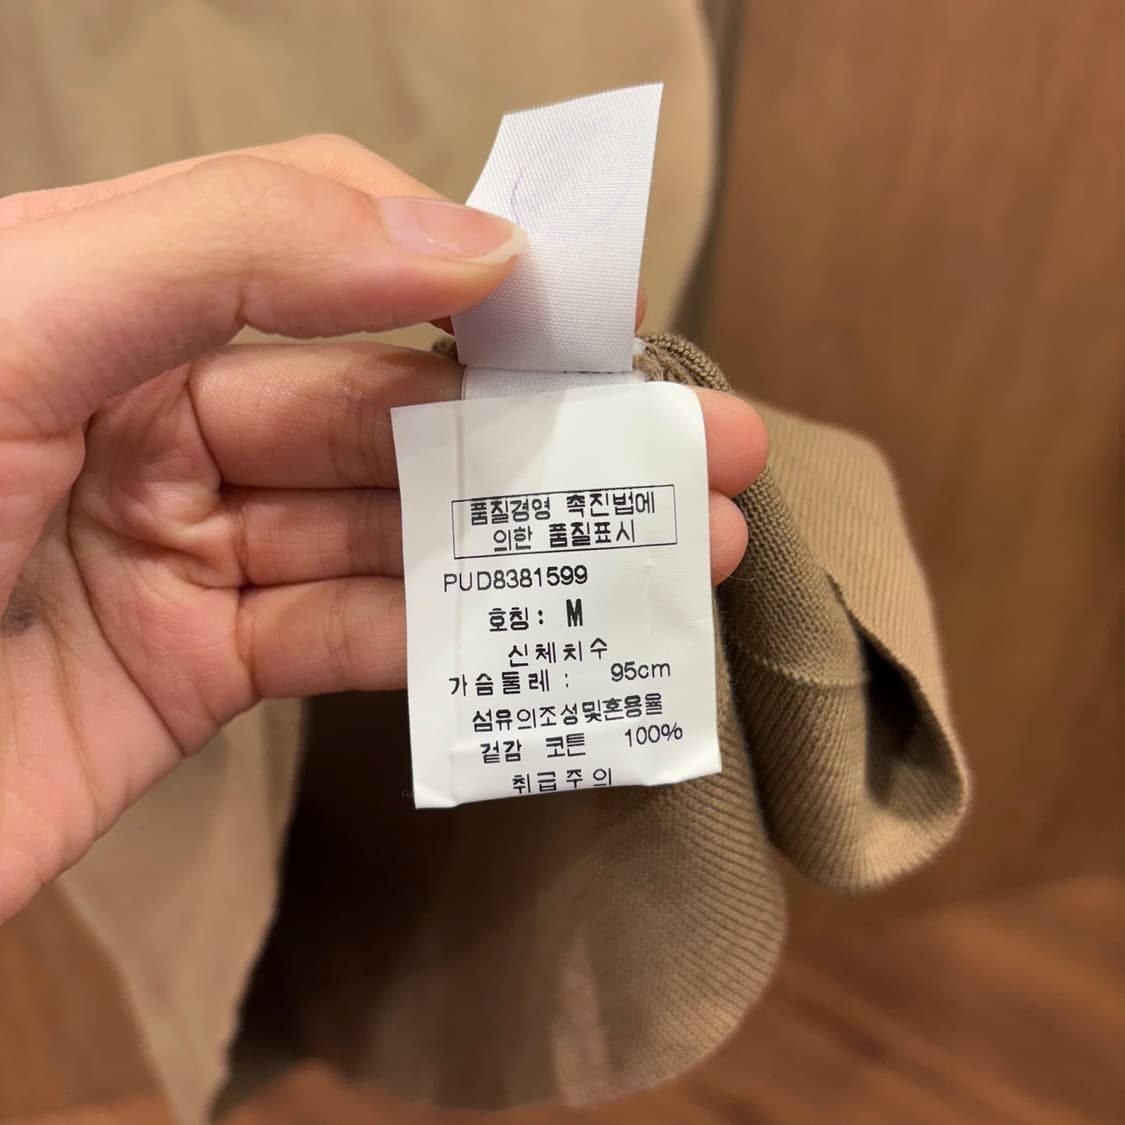 품질경영 촉진법에
의한 품질표시
PUD8381599
호칭: M
신체치수
가슴둘레 : 95cm
섬유의조성및혼용율
겉감 코튼 100%
취급주의